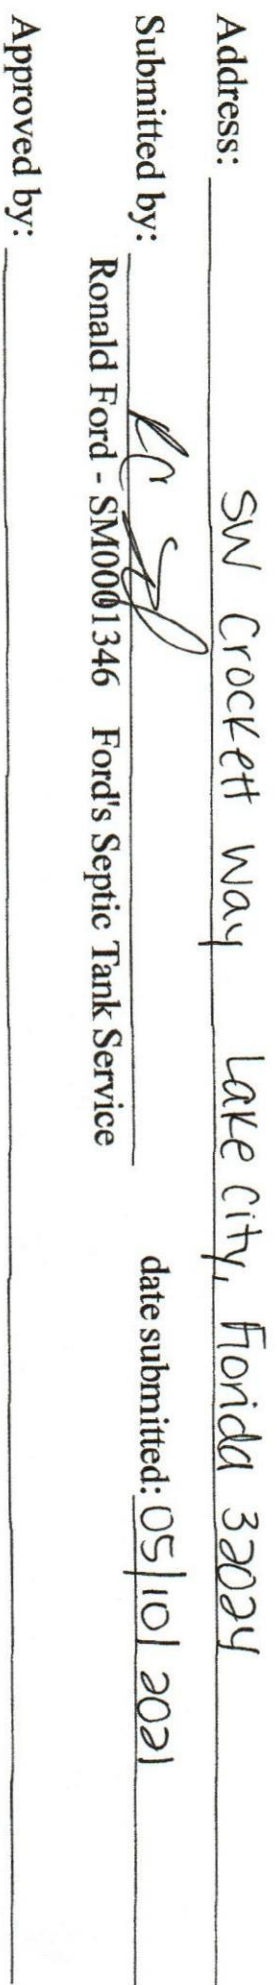 Address: SW Crockett Way Lake City, Florida 32024
Submitted by: date submitted: 05/10/2021
Ronald Ford - SM0001346 Ford's Septic Tank Service
Approved by: